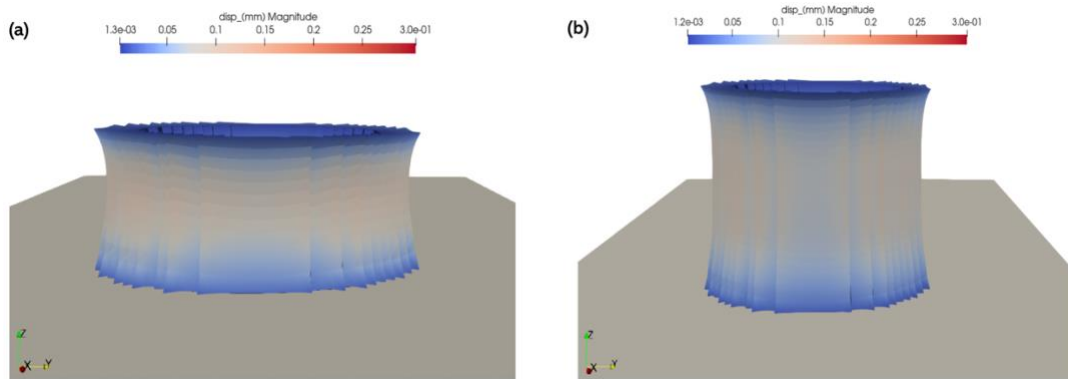 (a)
disp_(mm) Magnitude
1.3e-03 0.05 0.1 0.15 0.2 0.25 3.0e-01
Z
X Y
(b)
disp_(mm) Magnitude
1.2e-03 0.05 0.10 0.15 0.2 0.25 3.0e-01
Z
X Y